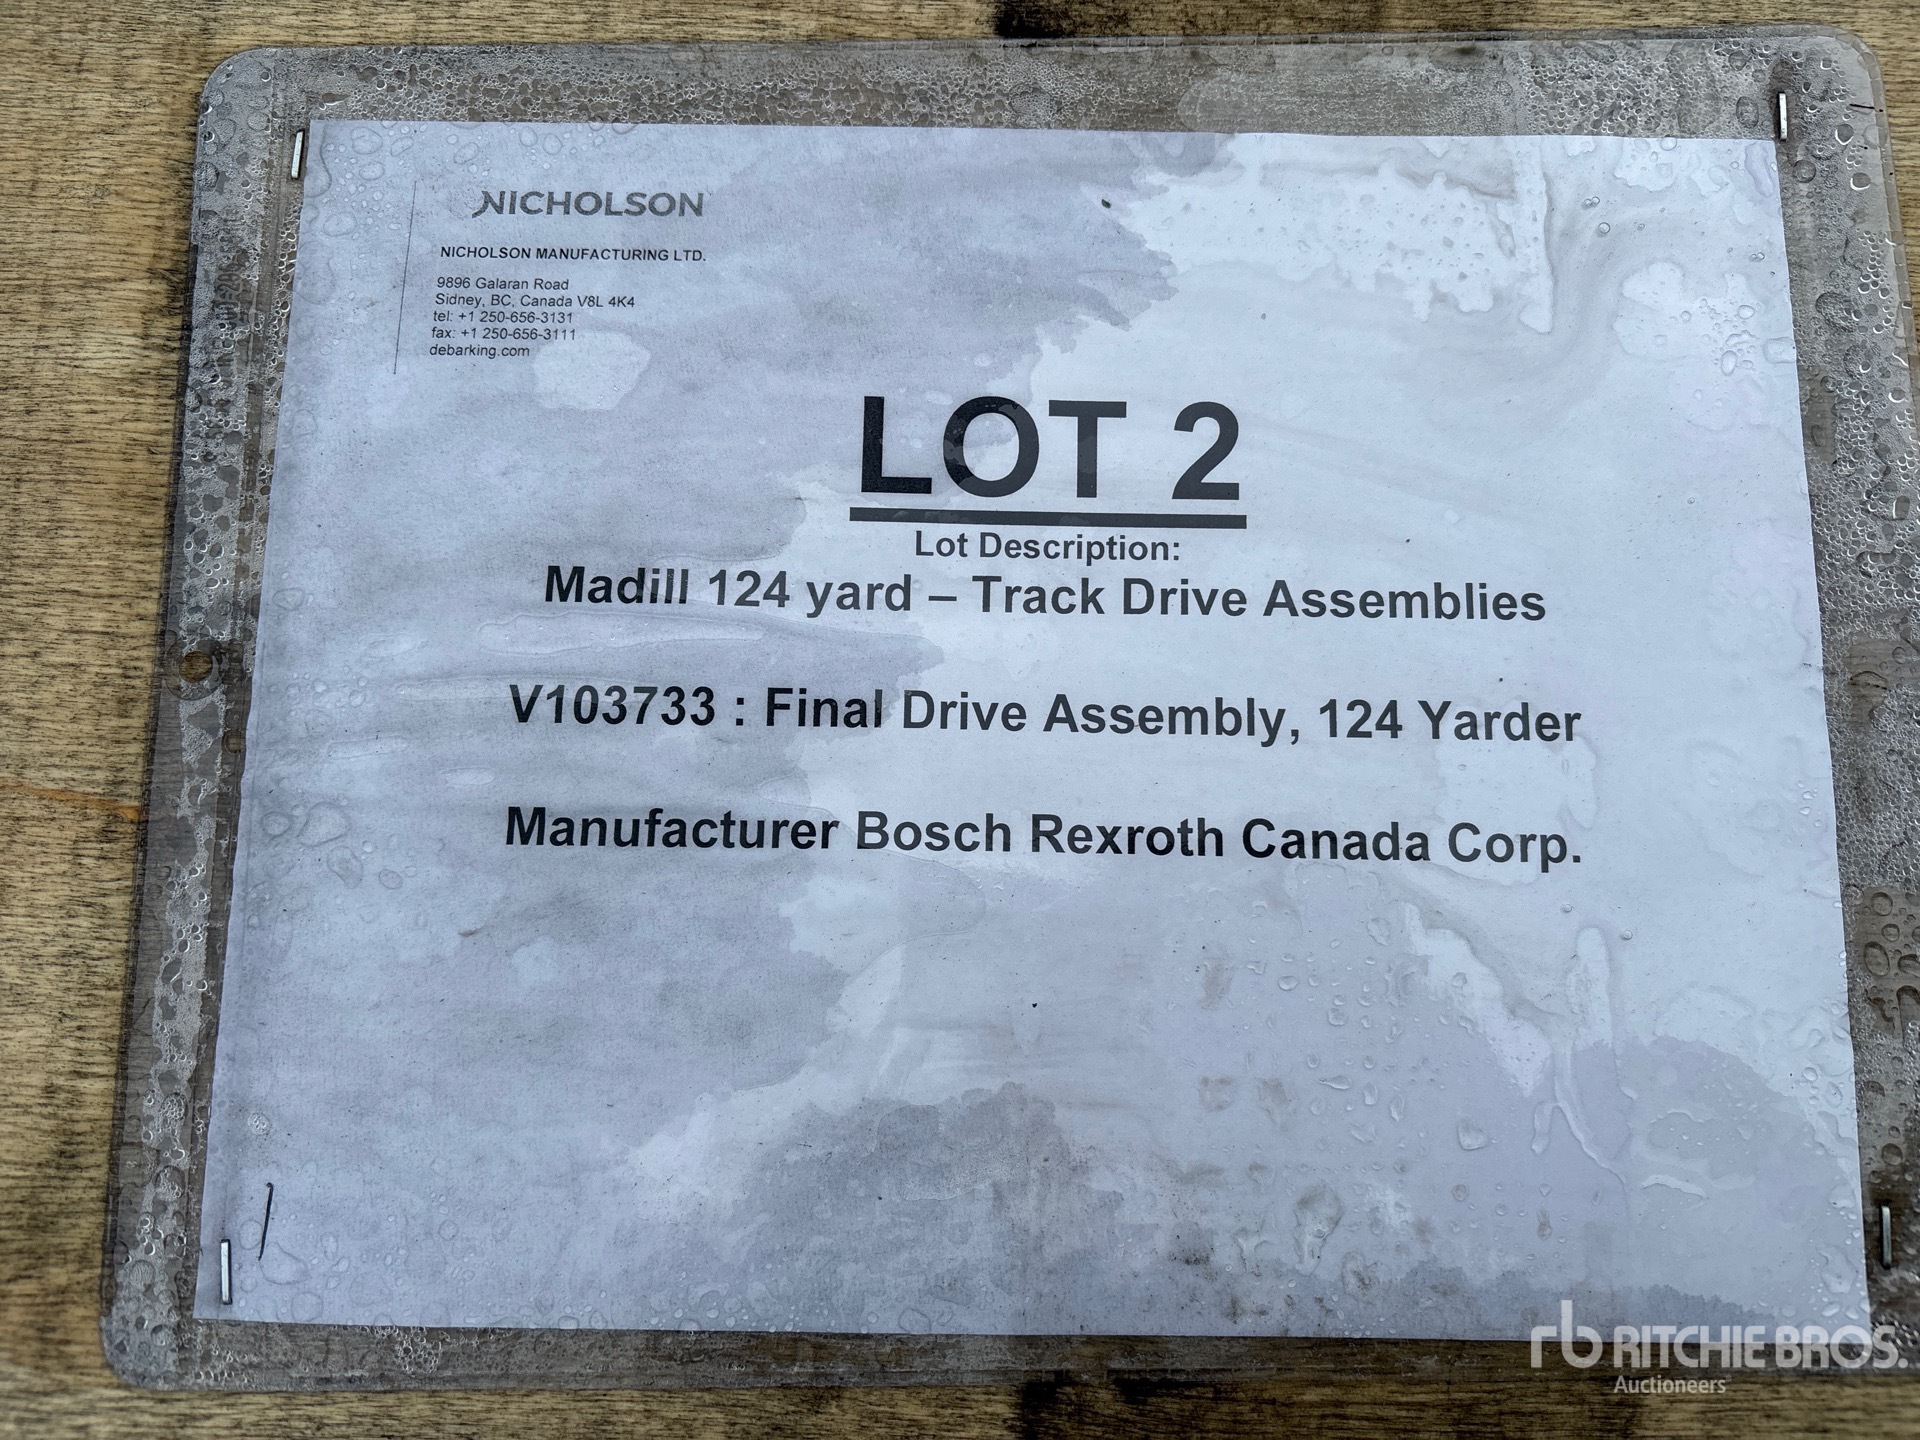 NICHOLSON
NICHOLSON MANUFACTURING LTD.
9896 Galaran Road
Sidney, BC, Canada V8L 4K4
tel: +1 250-656-3131
fax: +1 250-656-3111
debarking.com
LOT 2
Lot Description:
Madill 124 yard – Track Drive Assemblies
V103733 : Final Drive Assembly, 124 Yarder
Manufacturer Bosch Rexroth Canada Corp.
rb RITCHIE BROS.
Auctioneers